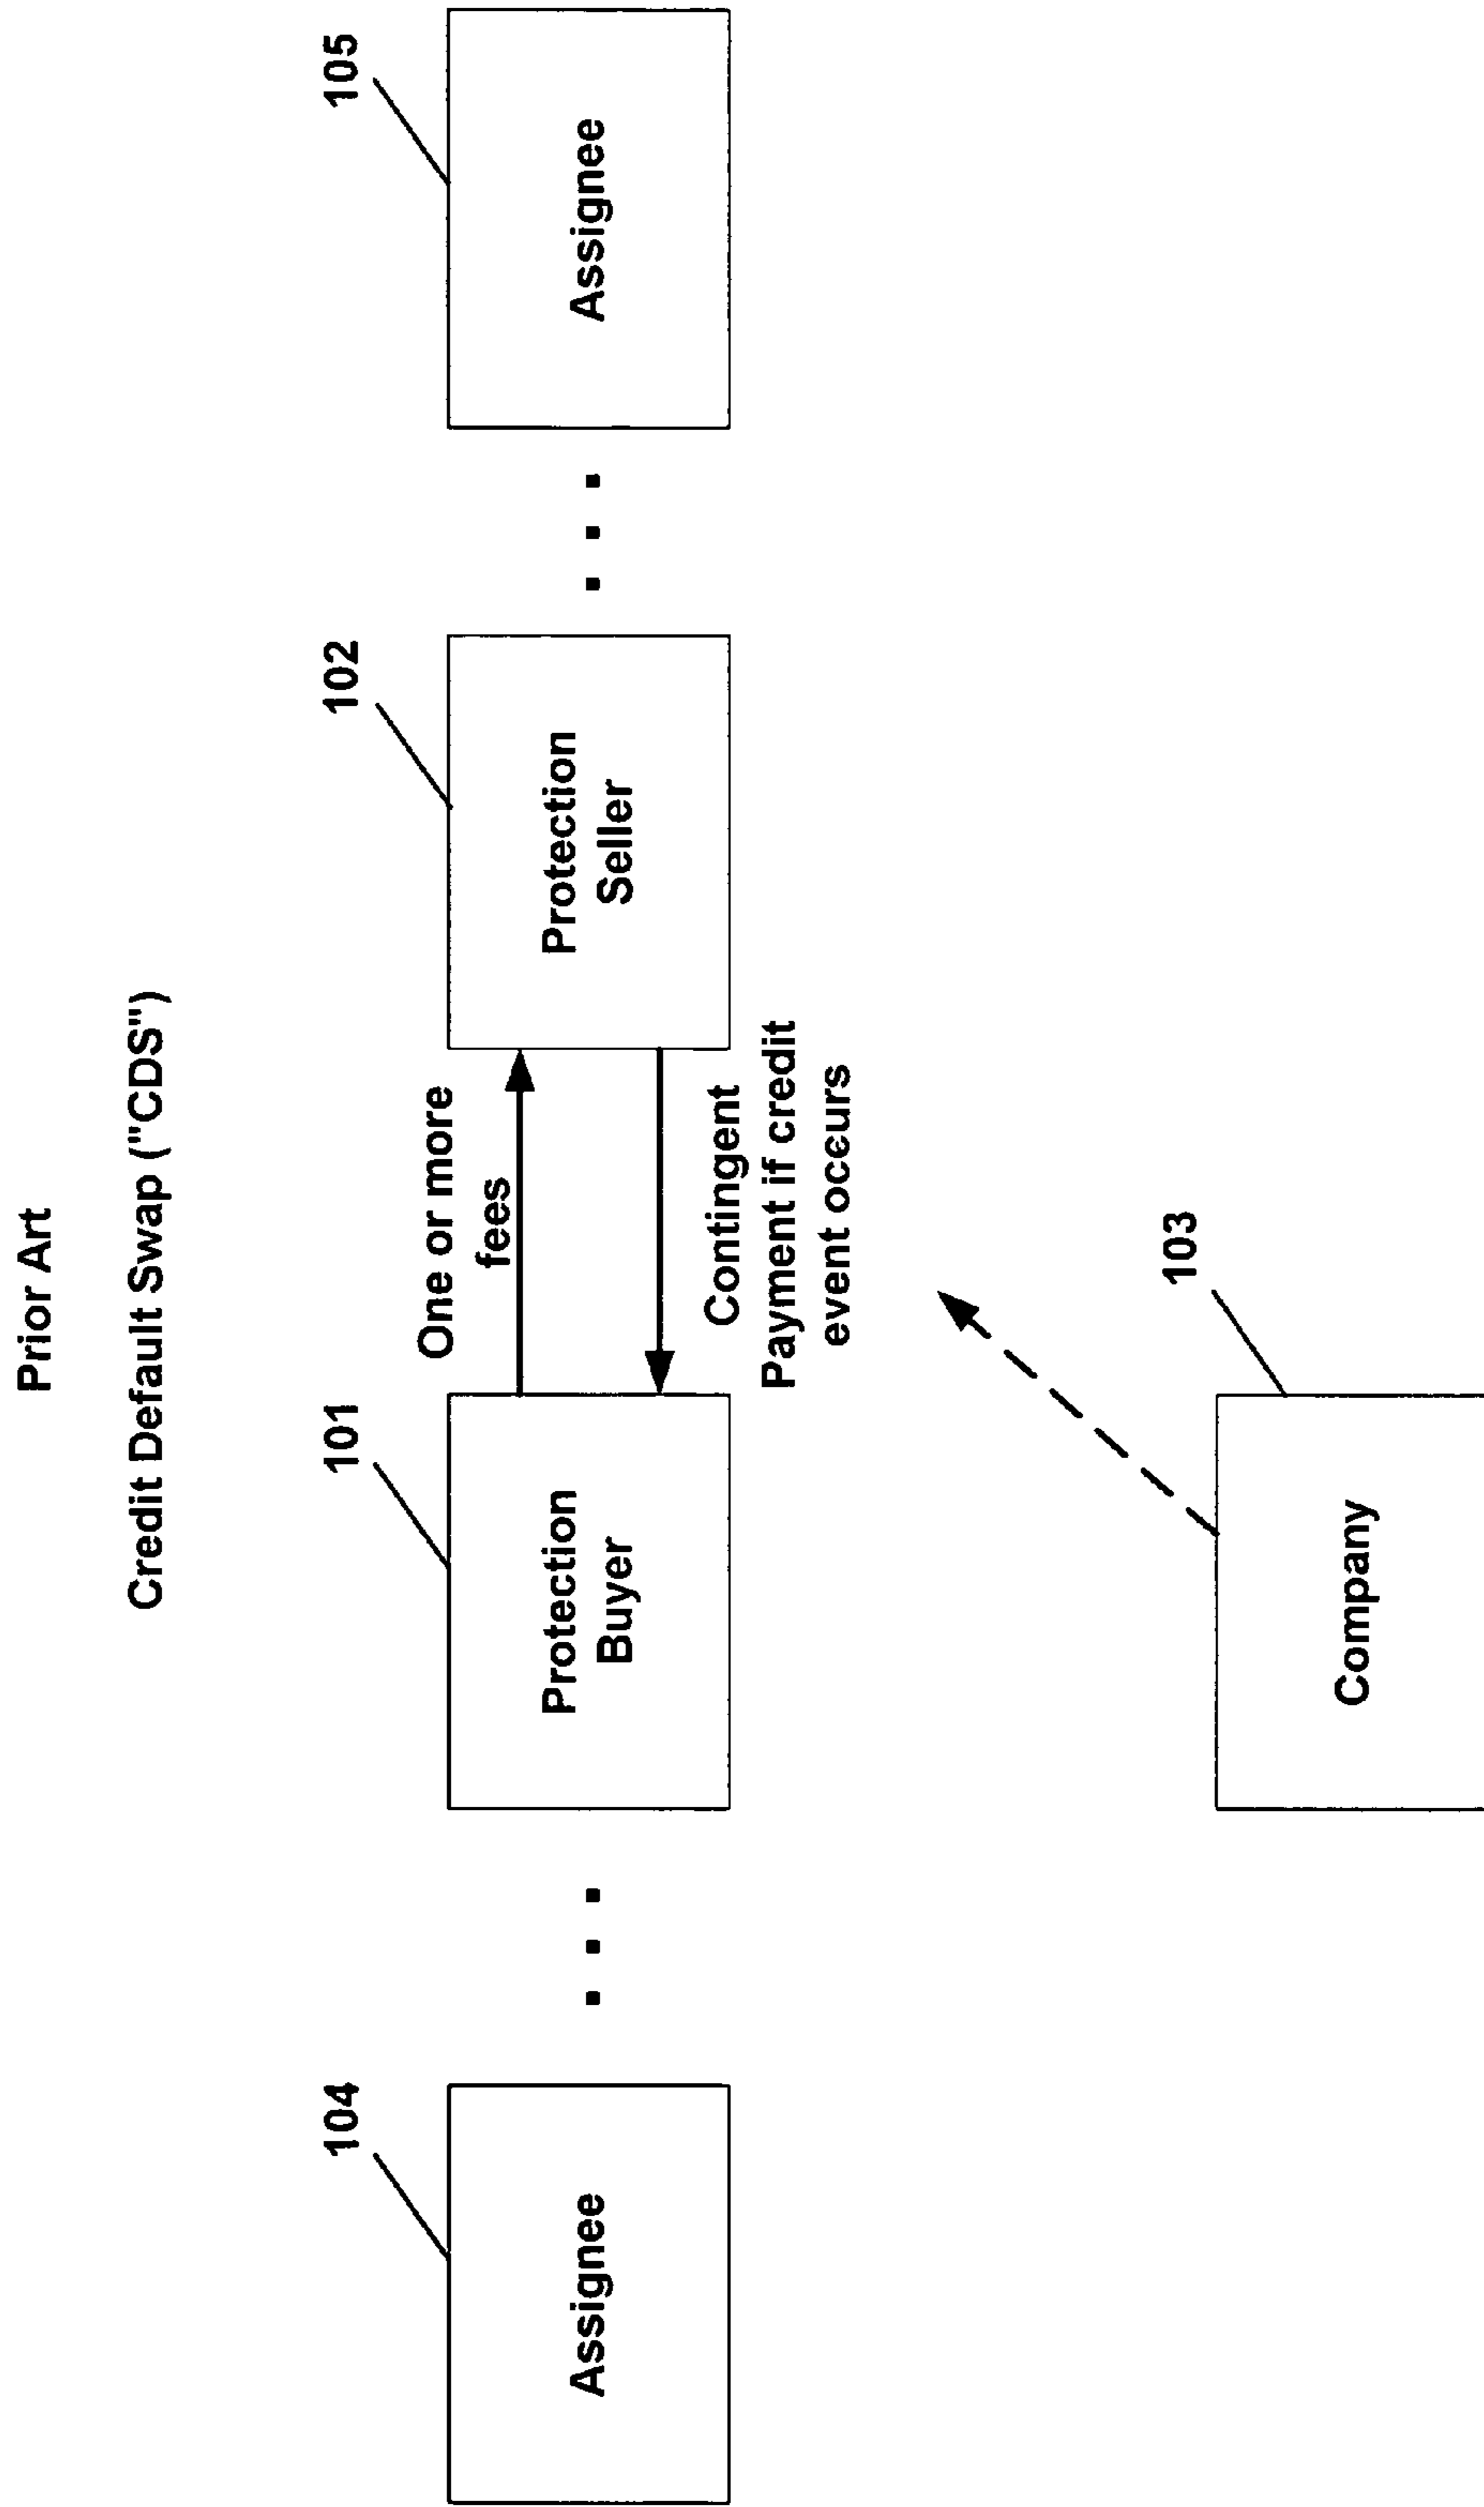 Prior Art
Credit Default Swap ("CDS")
104
101
102
105
Assignee
Protection
Buyer
One or more
fees
Contingent
Payment if credit
event occurs
Protection
Seller
Assignee
103
Company